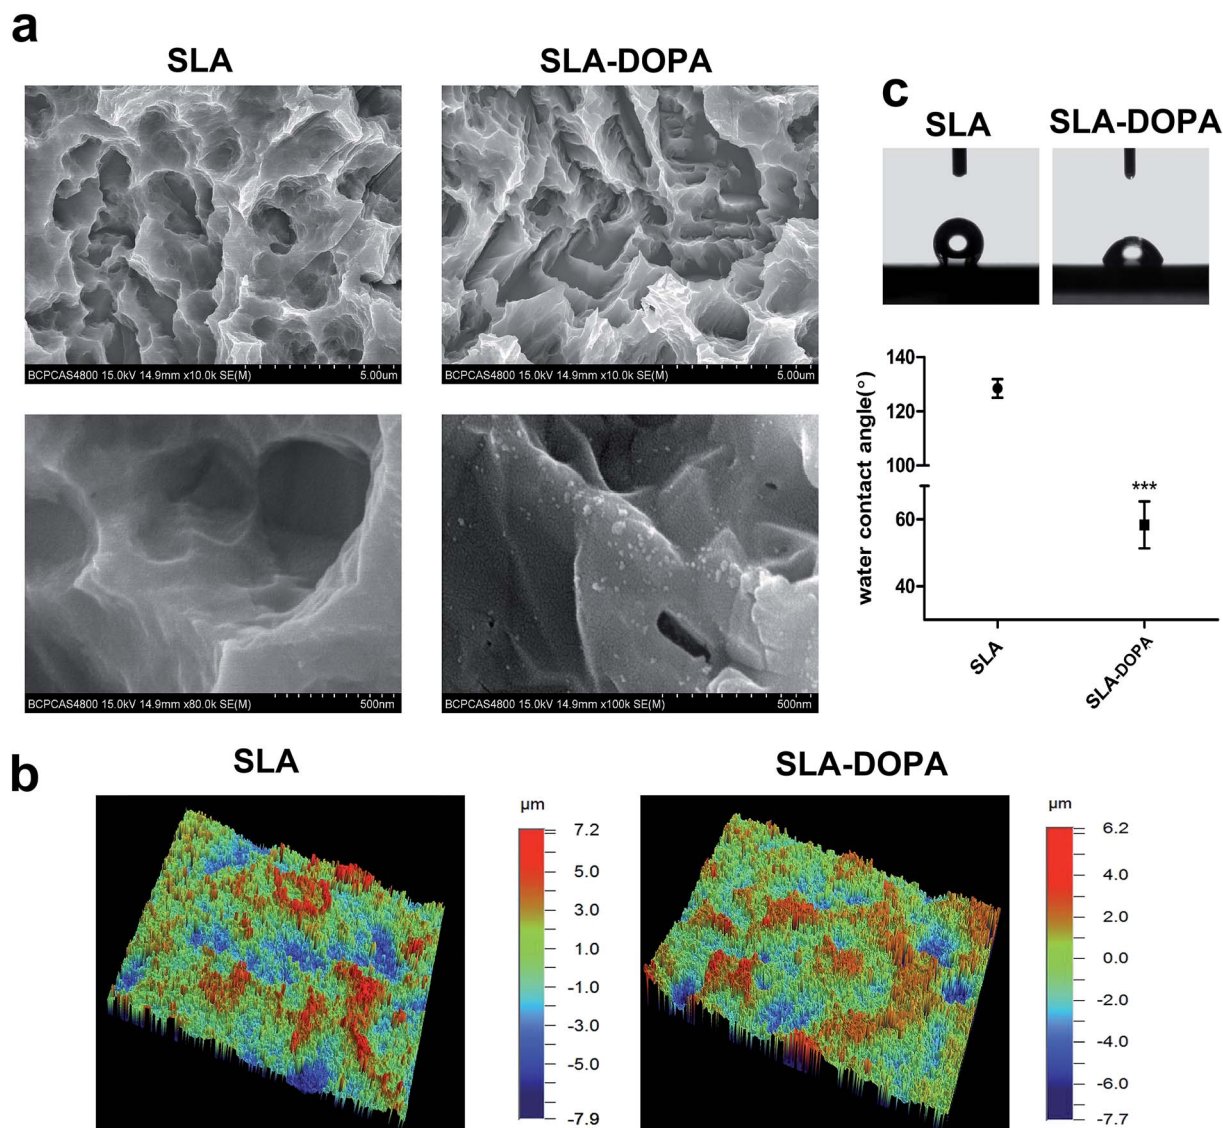 a
SLA
SLA-DOPA
BCPCAS4800 15.0kV 14.9mm x10.0k SE(M)
5.00um
BCPCAS4800 15.0kV 14.9mm x10.0k SE(M)
5.00um
BCPCAS4800 15.0kV 14.9mm x80.0k SE(M)
500nm
BCPCAS4800 15.0kV 14.9mm x100k SE(M)
500nm
c
SLA
SLA-DOPA
water contact angle(°)
140
120
100
60
40
***
SLA
SLA-DOPA
b
SLA
µm
7.2
5.0
3.0
1.0
-1.0
-3.0
-5.0
-7.9
SLA-DOPA
µm
6.2
4.0
2.0
0.0
-2.0
-4.0
-6.0
-7.7